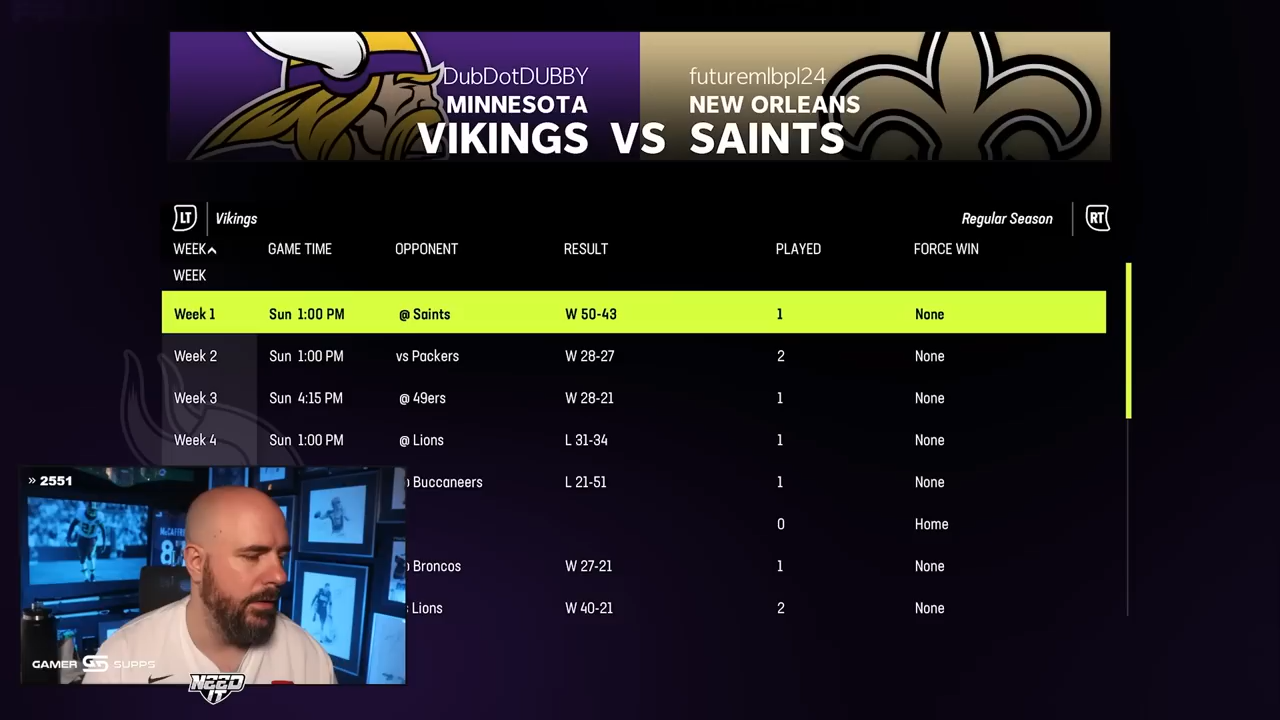 DubDotDUBBY
MINNESOTA
VIKINGS VS SAINTS
futuremlbpl24
NEW ORLEANS
LT Vikings
Regular Season RT
WEEK GAME TIME OPPONENT RESULT PLAYED FORCE WIN
WEEK
Week 1 Sun 1:00 PM @ Saints W 50-43 1 None
Week 2 Sun 1:00 PM vs Packers W 28-27 2 None
Week 3 Sun 4:15 PM @ 49ers W 28-21 1 None
Week 4 Sun 1:00 PM @ Lions L 31-34 1 None
Buccaneers L 21-51 1 None
0 Home
Broncos W 27-21 1 None
Lions W 40-21 2 None
» 2551
GAMER SUPPS
NEED
IT